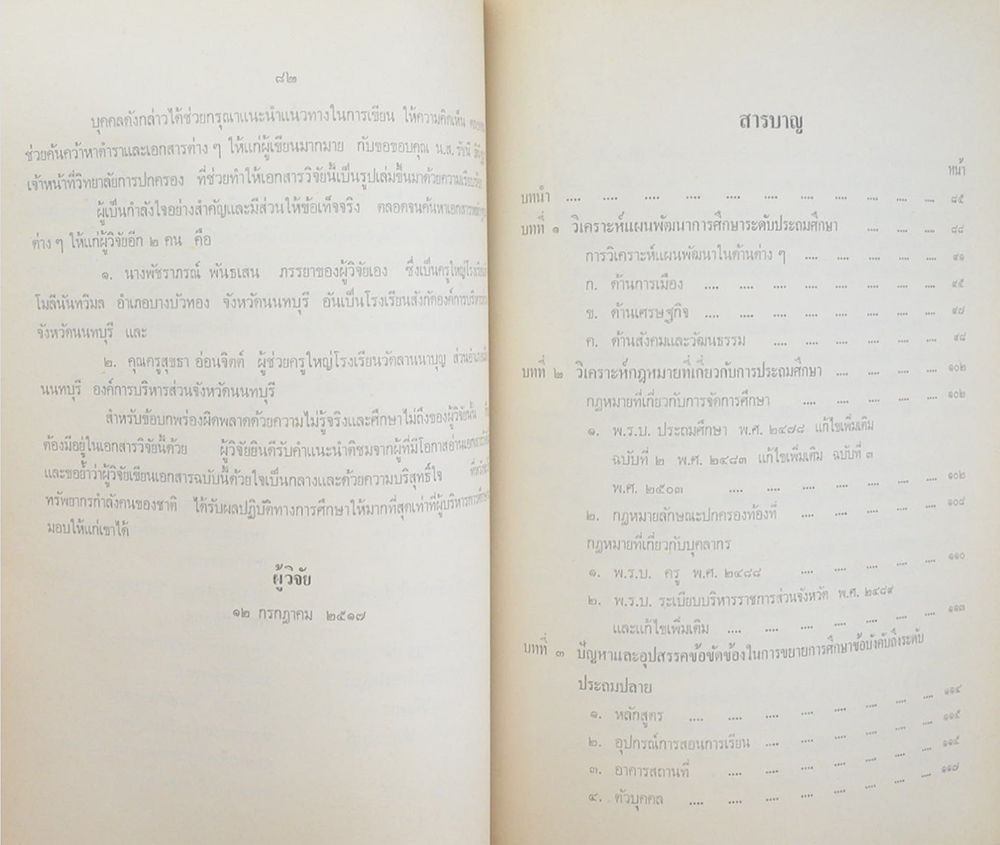 ๘๒
บุคคลดังกล่าวได้ช่วยกรุณาแนะนำแนวทางในการเขียน ให้ความคิดเห็น
ช่วยค้นคว้าหาตำราและเอกสารต่าง ๆ ให้แก่ผู้เขียนมากมาย กับขอขอบคุณ น.ส. รัชนี
เจ้าหน้าที่วิทยาลัยการปกครอง ที่ช่วยทำให้เอกสารวิจัยนี้เป็นรูปเล่มขึ้นมาด้วยความ
ผู้เป็นกำลังใจอย่างสำคัญและมีส่วนให้ข้อเท็จจริง ตลอดจนค้นหาเอกสาร
ต่าง ๆ ให้แก่ผู้วิจัยอีก ๒ คน คือ
๑. นางพัชราภรณ์ พันธเสน ภรรยาของผู้วิจัยเอง ซึ่งเป็นครูใหญ่
โมลีนันทวิมล อำเภอบางบัวทอง จังหวัดนนทบุรี อันเป็นโรงเรียนสังกัดองค์การบริหาร
จังหวัดนนทบุรี และ
๒. คุณครูสุขธา อ่อนจิตต์ ผู้ช่วยครูใหญ่โรงเรียนวัดลานนาบุญ
นนทบุรี องค์การบริหารส่วนจังหวัดนนทบุรี
สำหรับข้อบกพร่องผิดพลาดด้วยความไม่รู้จริงและศึกษาไม่ถึงของผู้วิจัยนั้น
ต้องมีอยู่ในเอกสารวิจัยนี้ด้วย ผู้วิจัยยินดีรับคำแนะนำติชมจากผู้ที่มีโอกาสอ่าน
และขอย้ำว่าผู้วิจัยเขียนเอกสารฉบับนี้ด้วยใจเป็นกลางและด้วยความบริสุทธิ์ใจ
ทรัพยากรกำลังคนของชาติ ได้รับผลปฏิบัติทางการศึกษาให้มากที่สุดเท่าที่ผู้บริหารการศึกษา
มอบให้แก่เขาได้
ผู้วิจัย
๑๒ กรกฎาคม ๒๕๑๗
สารบาญ
หน้า
บทนำ .... .... .... .... .... .... .... .... .... .... ๘๕
บทที่ ๑ วิเคราะห์แผนพัฒนาการศึกษาระดับประถมศึกษา .... .... .... ๘๘
การวิเคราะห์แผนพัฒนาในด้านต่าง ๆ .... .... .... .... ๙๑
ก. ด้านการเมือง .... .... .... .... .... .... .... ๙๕
ข. ด้านเศรษฐกิจ .... .... .... .... .... .... .... ๙๗
ค. ด้านสังคมและวัฒนธรรม .... .... .... .... .... ๙๘
บทที่ ๒ วิเคราะห์กฎหมายที่เกี่ยวกับการประถมศึกษา .... .... .... ๑๐๒
กฎหมายที่เกี่ยวกับการจัดการศึกษา .... .... .... .... .... ๑๐๒
๑. พ.ร.บ. ประถมศึกษา พ.ศ. ๒๔๗๘ แก้ไขเพิ่มเติม
ฉบับที่ ๒ พ.ศ. ๒๔๘๓ แก้ไขเพิ่มเติม ฉบับที่ ๓
พ.ศ. ๒๕๐๓ .... .... .... .... .... .... ๑๐๒
๒. กฎหมายลักษณะปกครองท้องที่ .... .... .... .... .... ๑๐๘
กฎหมายที่เกี่ยวกับบุคลากร
๑. พ.ร.บ. ครู พ.ศ. ๒๔๘๘ .... .... .... .... ๑๑๐
๒. พ.ร.บ. ระเบียบบริหารราชการส่วนจังหวัด พ.ศ. ๒๔๙๘
และแก้ไขเพิ่มเติม .... .... .... .... .... .... ๑๑๓
บทที่ ๓ ปัญหาและอุปสรรคข้อขัดข้องในการขยายการศึกษาข้อบังคับถึงระดับ
ประถมปลาย
๑. หลักสูตร .... .... .... .... .... .... .... ๑๑๔
๒. อุปกรณ์การสอนการเรียน .... .... .... .... .... ๑๑๕
๓. อาคารสถานที่ .... .... .... .... .... .... ๑๑๕
๔. ตัวบุคคล .... .... .... .... .... .... .... ๑๑๗